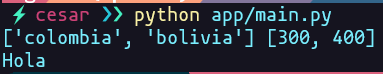 ⚡ cesar ❯❯ python app/main.py
['colombia', 'bolivia'] [300, 400]
Hola